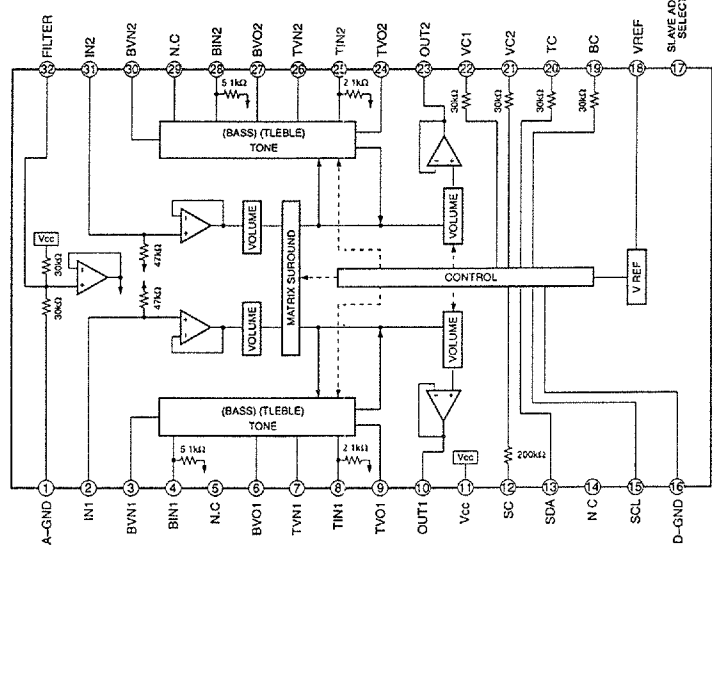 FILTER
IN2
BVN2
N.C
BIN2
BVO2
TVN2
TIN2
TVO2
OUT2
VC1
VC2
TC
BC
VREF
SLAVE AD
SELECT
32
31
30
29
28
27
26
25
24
23
22
21
20
19
18
17
5 1kΩ
2 1kΩ
30kΩ
30kΩ
30kΩ
30kΩ
(BASS) (TLEBLE)
TONE
Vcc
30kΩ
30kΩ
47kΩ
47kΩ
VOLUME
VOLUME
MATRIX SUROUND
VOLUME
VOLUME
CONTROL
V REF
(BASS) (TLEBLE)
TONE
5 1kΩ
2 1kΩ
Vcc
200kΩ
1
2
3
4
5
6
7
8
9
10
11
12
13
14
15
16
A-GND
IN1
BVN1
BIN1
N.C
BVO1
TVN1
TIN1
TVO1
OUT1
Vcc
SC
SDA
N C
SCL
D-GND